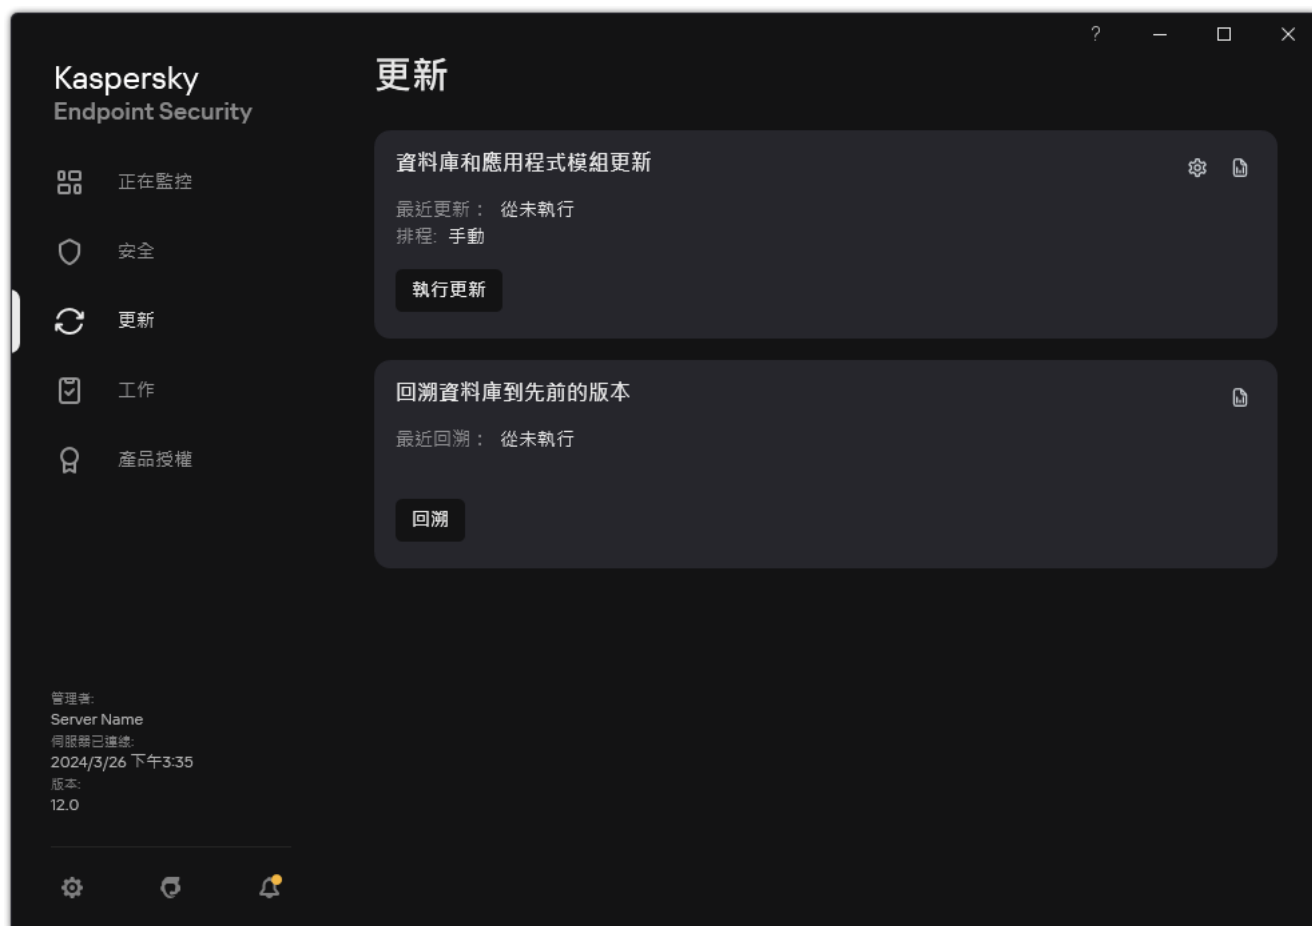 ?
Kaspersky
Endpoint Security
正在監控
安全
更新
工作
產品授權
管理者:
Server Name
伺服器已連線:
2024/3/26 下午3:35
版本:
12.0
更新
資料庫和應用程式模組更新
最近更新： 從未執行
排程: 手動
執行更新
回溯資料庫到先前的版本
最近回溯： 從未執行
回溯